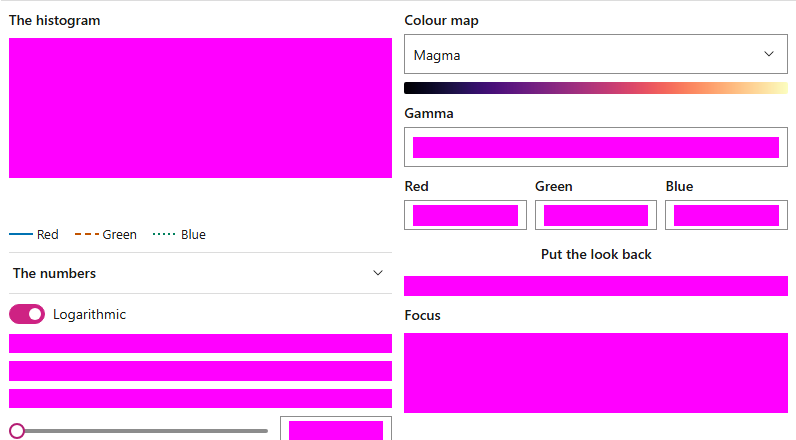 The histogram
Red
Green
Blue
The numbers
Logarithmic
Colour map
Magma
Gamma
Red
Green
Blue
Put the look back
Focus